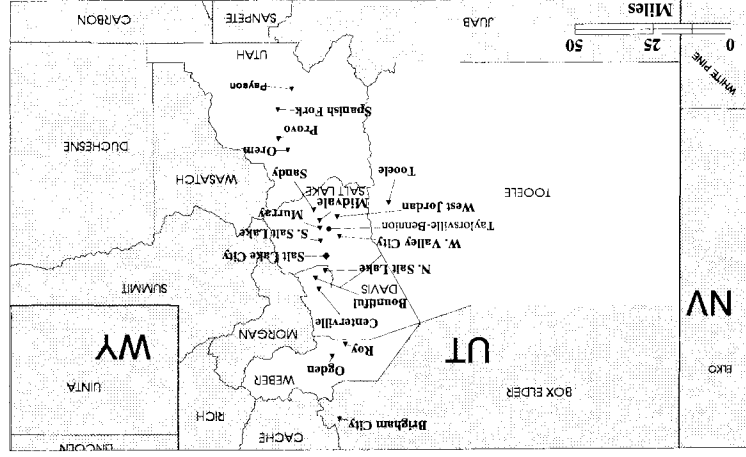 LINCOLN
CACHE
Brigham City
RICH
BOX ELDER
UINTA
WEBER
ELKO
Ogden
UT
WY
Roy
MORGAN
NV
Centerville
Bountiful
DAVIS
SUMMIT
N. Salt Lake
Salt Lake City
W. Valley City
S. Salt Lake
Taylorsville-Bennion
Murray
West Jordan
Midvale
TOOELE
SALT LAKE
Tooele
Sandy
WASATCH
Orem
DUCHESNE
Provo
Spanish Fork
Payson
WHITE PINE
UTAH
0 25 50
Miles
JUAB
SANPETE
CARBON